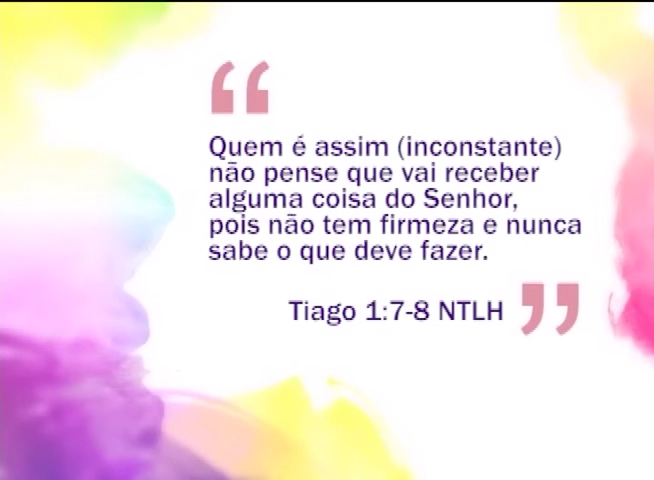 “
Quem é assim (inconstante)
não pense que vai receber
alguma coisa do Senhor,
pois não tem firmeza e nunca
sabe o que deve fazer.
Tiago 1:7-8 NTLH ”